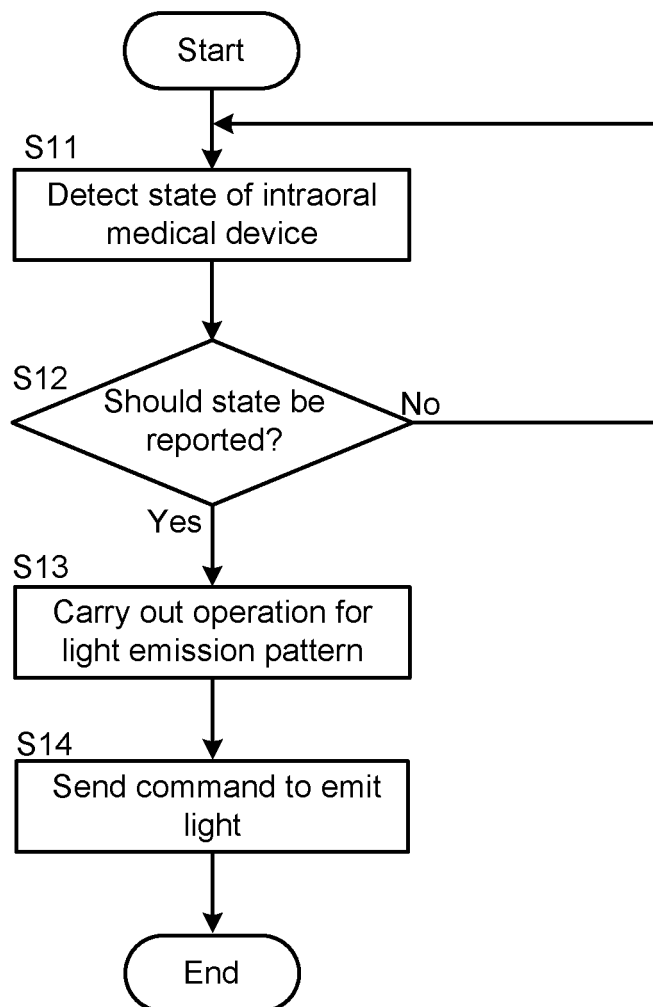 Start
S11
Detect state of intraoral
medical device
S12
Should state be
reported?
No
Yes
S13
Carry out operation for
light emission pattern
S14
Send command to emit
light
End